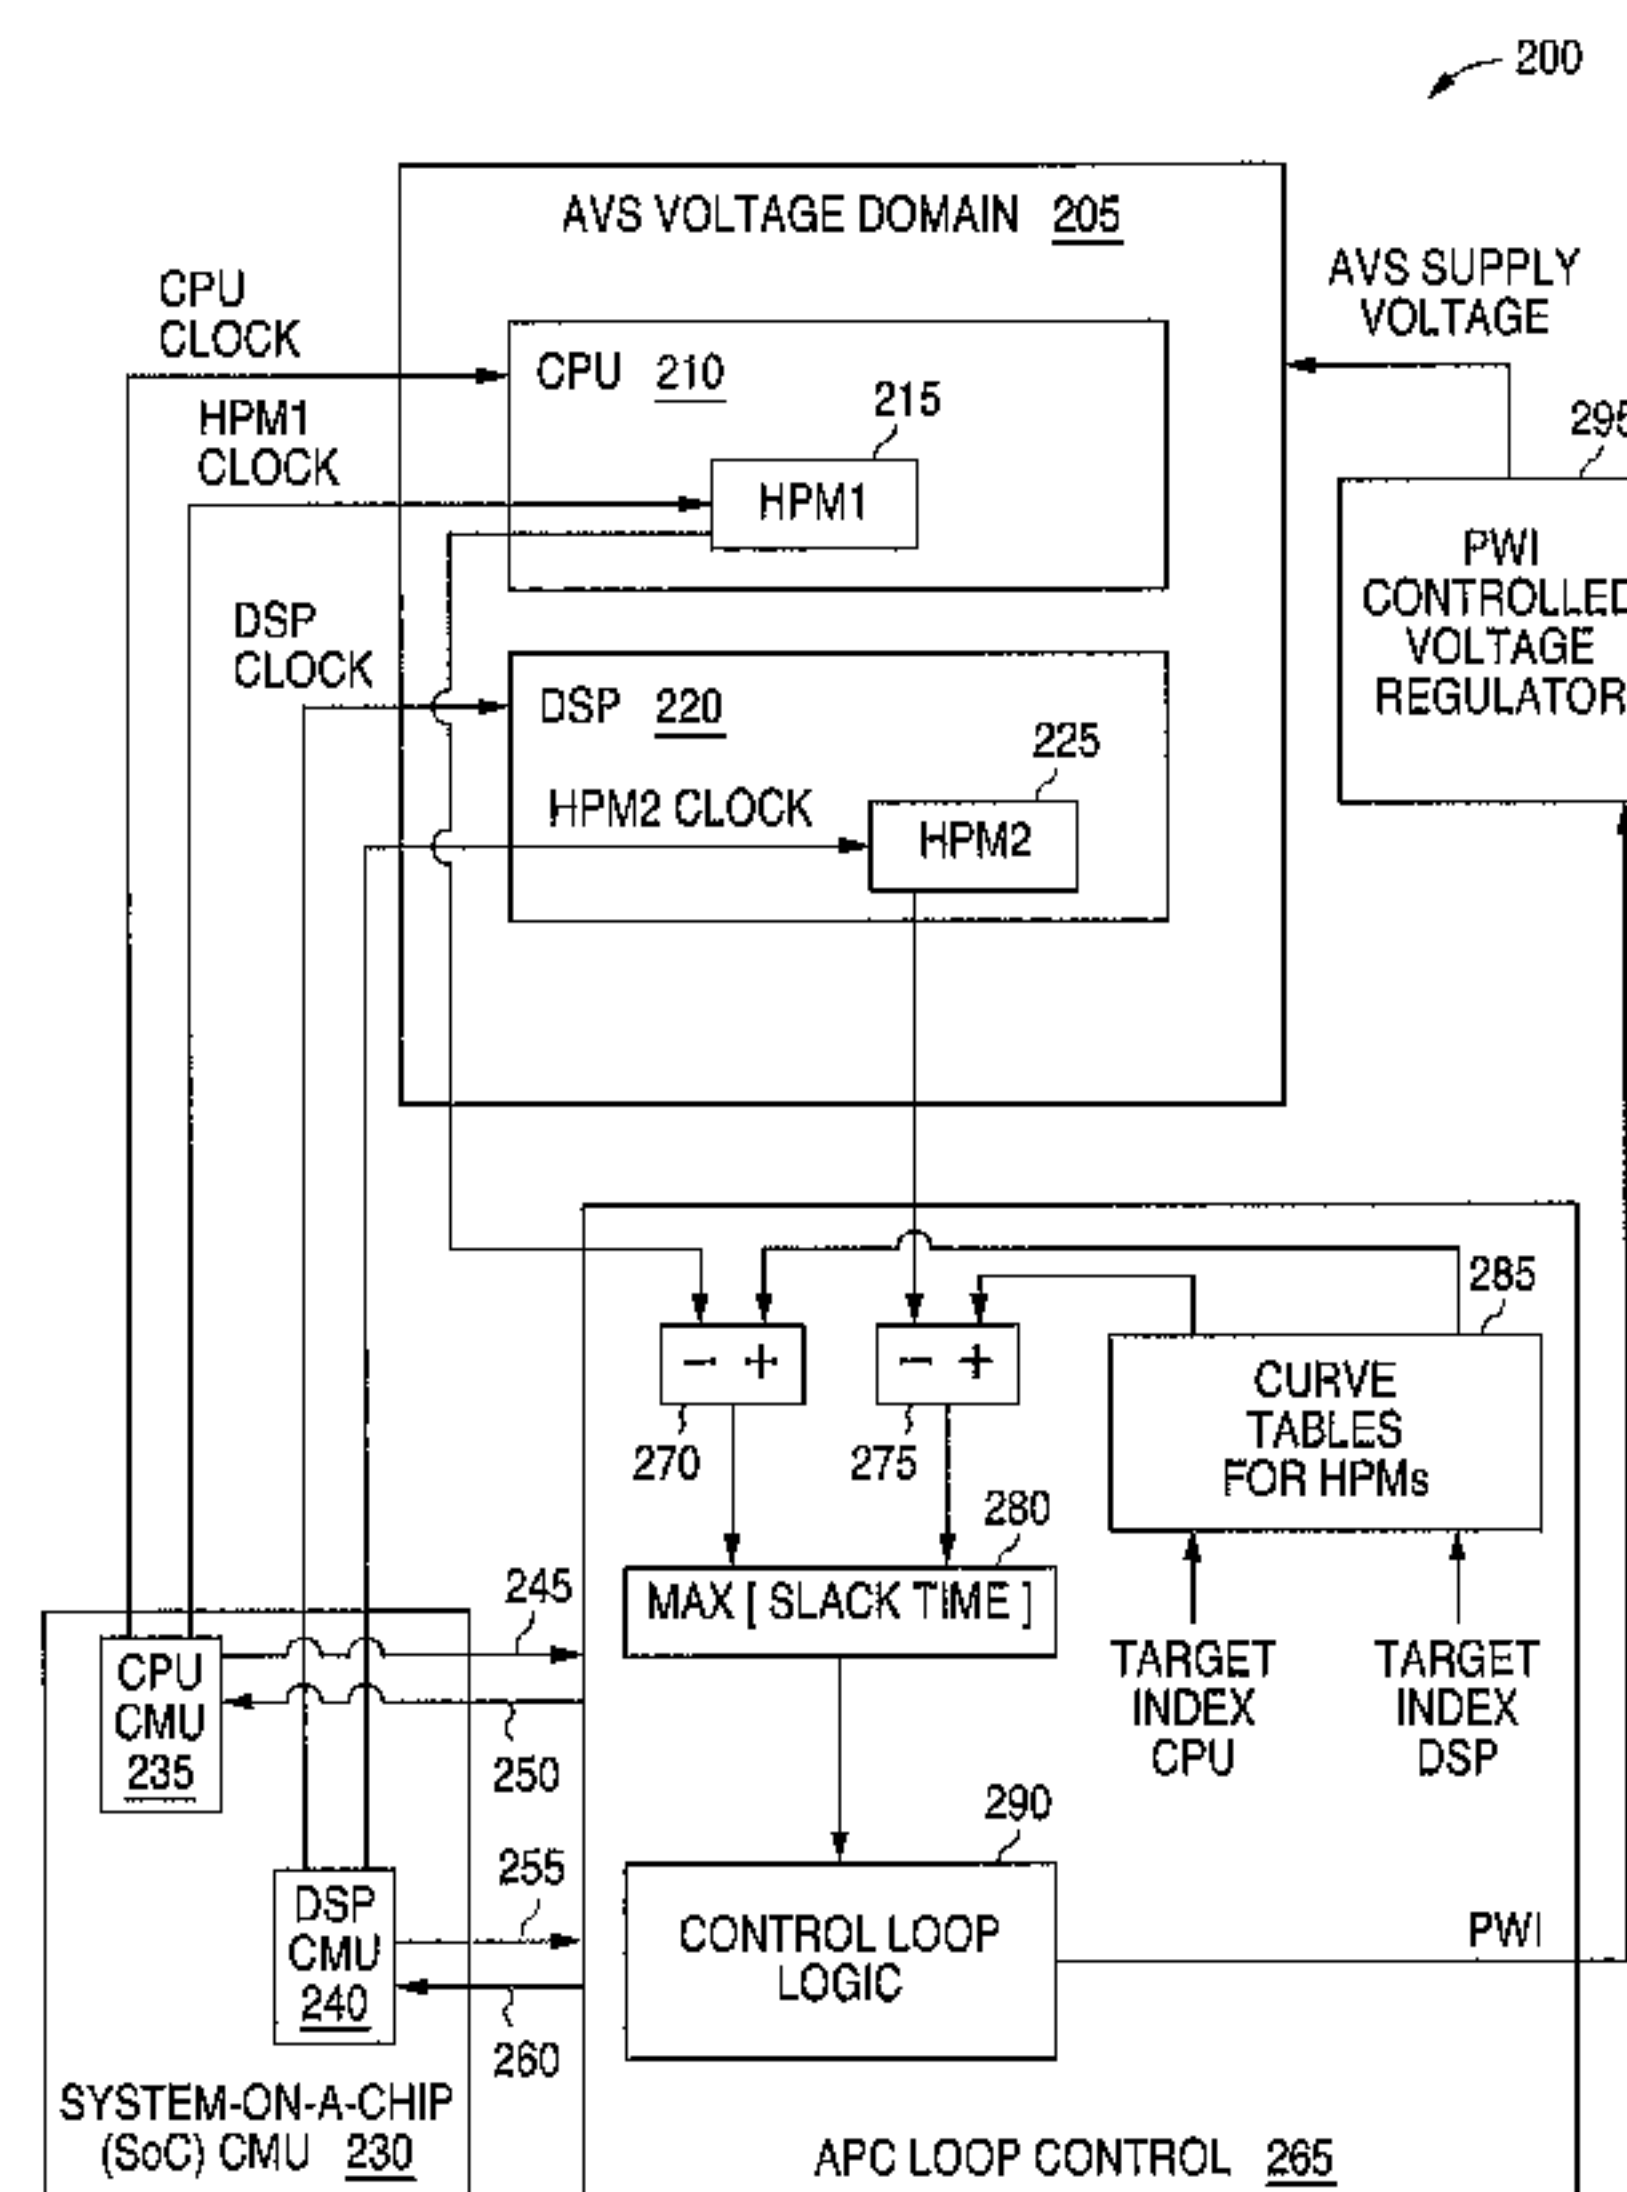 200
AVS VOLTAGE DOMAIN 205
AVS SUPPLY
VOLTAGE
CPU
CLOCK
CPU 210
215
HPM1
CLOCK
HPM1
295
PWI
CONTROLLED
VOLTAGE
REGULATOR
DSP
CLOCK
DSP 220
225
HPM2 CLOCK
HPM2
285
- +
- +
CURVE
TABLES
FOR HPMs
270
275
280
MAX [ SLACK TIME ]
245
TARGET
INDEX
CPU
TARGET
INDEX
DSP
CPU
CMU
235
250
290
255
DSP
CMU
240
CONTROL LOOP
LOGIC
PWI
260
SYSTEM-ON-A-CHIP
(SoC) CMU 230
APC LOOP CONTROL 265